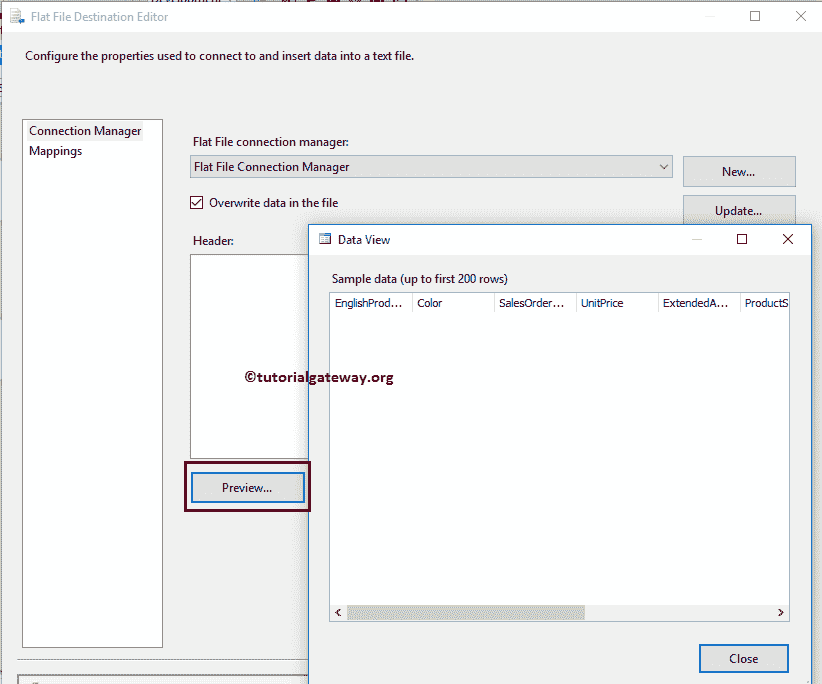 Flat File Destination Editor
Configure the properties used to connect to and insert data into a text file.
Connection Manager
Mappings
Flat File connection manager:
Flat File Connection Manager
New...
Overwrite data in the file
Update...
Header:
Data View
Sample data (up to first 200 rows)
EnglishProd... Color SalesOrder... UnitPrice ExtendedA... ProductS
©tutorialgateway.org
Preview...
Close